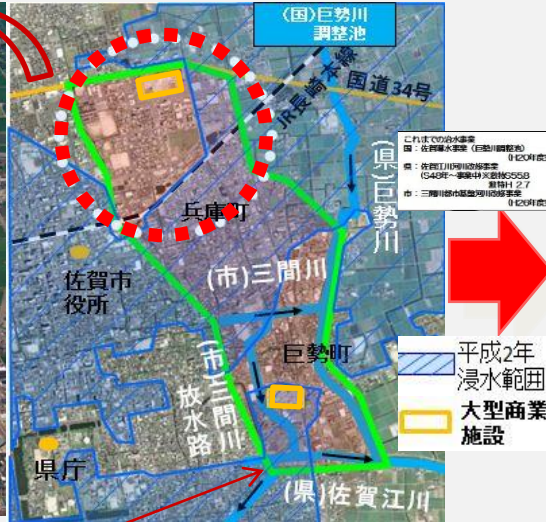 (国)巨勢川
調整池
国道34号
JR長崎本線
(県)巨勢川
兵庫町
佐賀市
役所
(市)三間川
巨勢町
(市)三間川
放水路
県庁
(県)佐賀江川
これまでの治水事業
平成2年
浸水範囲
大型商業
施設